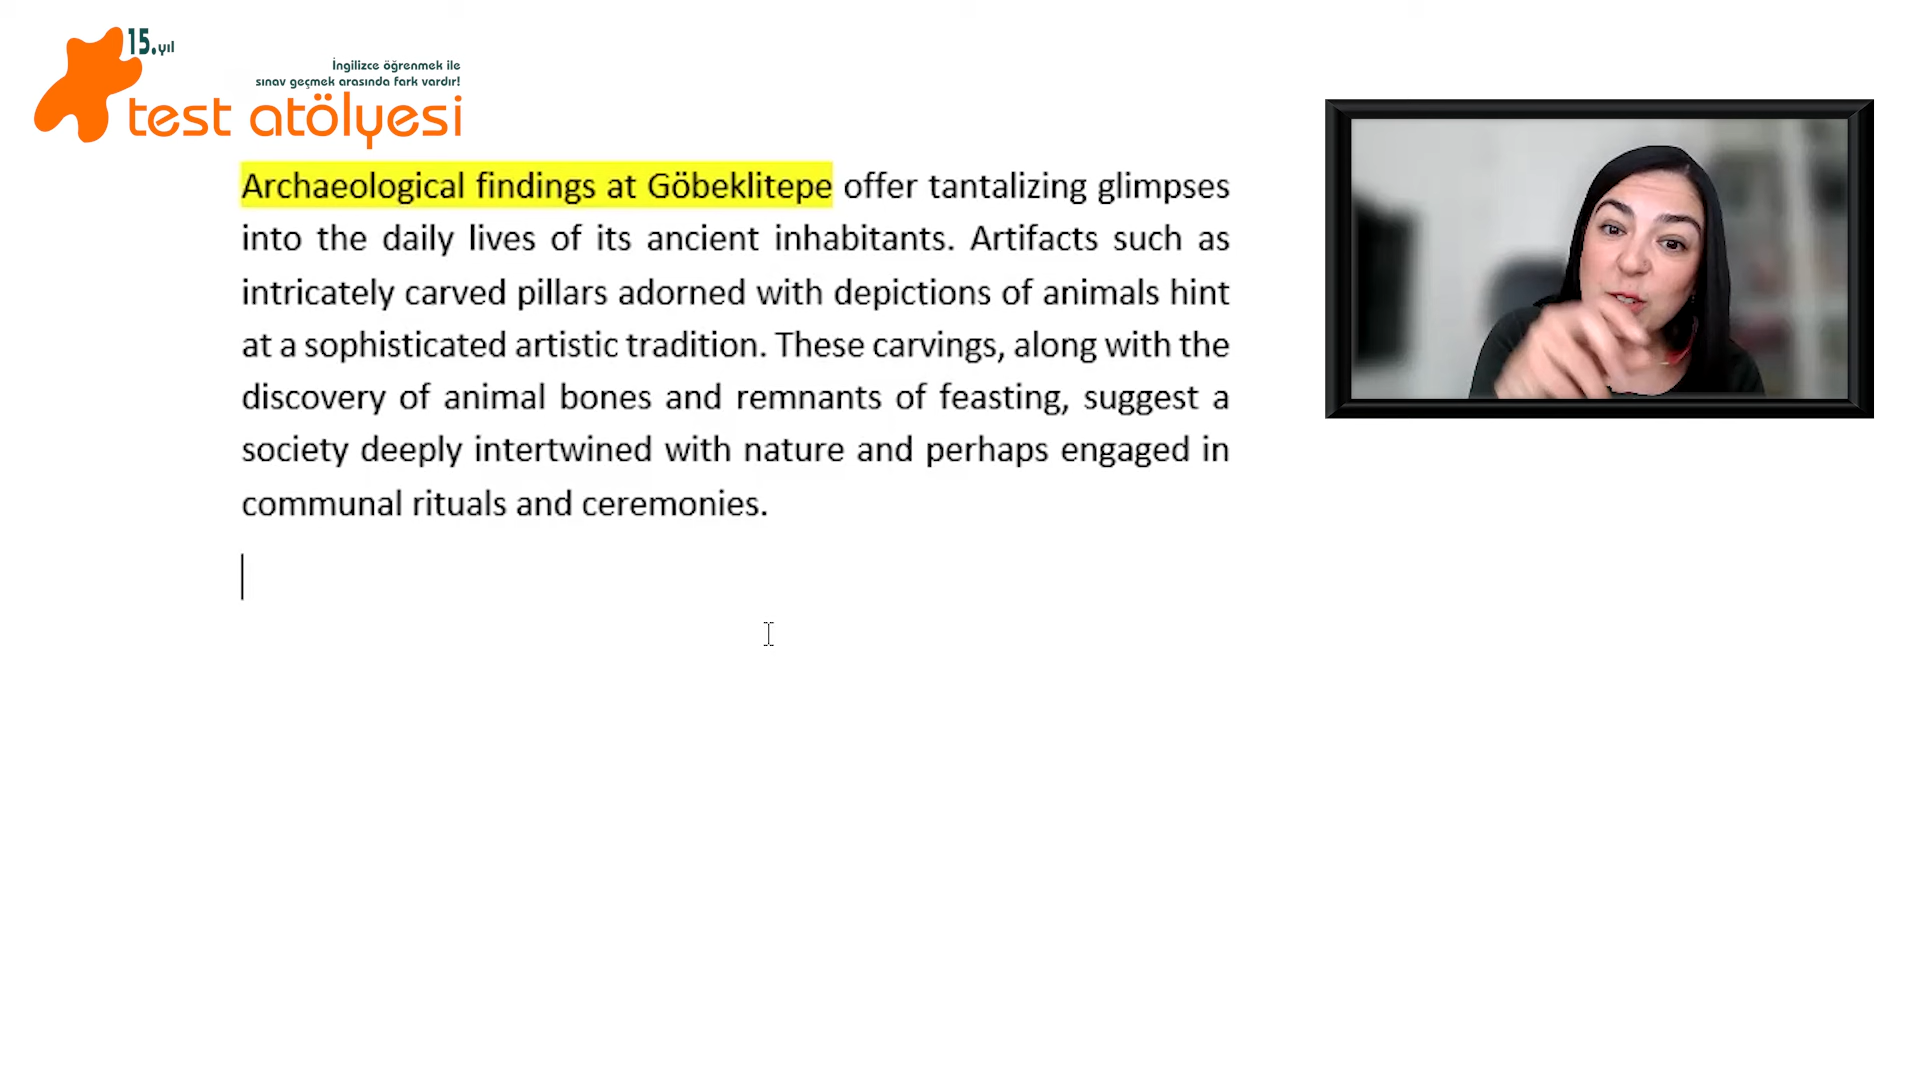 15.yıl
İngilizce öğrenmek ile
sınav geçmek arasında fark vardır!
test atölyesi
Archaeological findings at Göbeklitepe offer tantalizing glimpses
into the daily lives of its ancient inhabitants. Artifacts such as
intricately carved pillars adorned with depictions of animals hint
at a sophisticated artistic tradition. These carvings, along with the
discovery of animal bones and remnants of feasting, suggest a
society deeply intertwined with nature and perhaps engaged in
communal rituals and ceremonies.